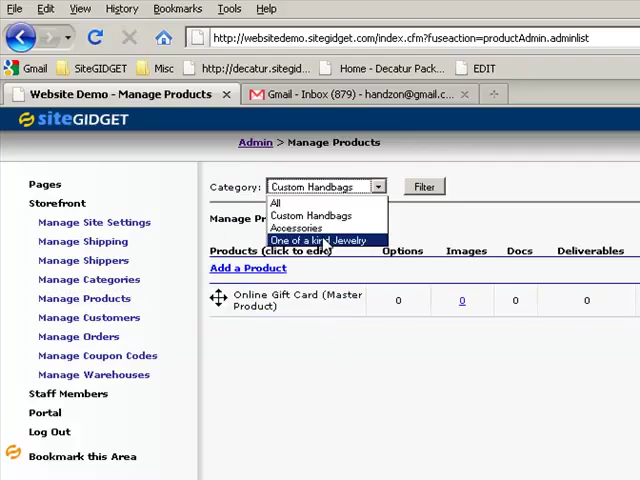 File Edit View History Bookmarks Tools Help
http://websitedemo.sitegidget.com/index.cfm?fuseaction=productAdmin.adminlist
Gmail SiteGIDGET Misc http://decatur.sitegid... Home - Decatur Pack... EDIT
Website Demo - Manage Products Gmail - Inbox (879) - handzon@gmail.c...
siteGIDGET
Admin > Manage Products
Pages
Storefront
Manage Site Settings
Manage Shipping
Manage Shippers
Manage Categories
Manage Products
Manage Customers
Manage Orders
Manage Coupon Codes
Manage Warehouses
Staff Members
Portal
Log Out
Bookmark this Area
Category: Custom Handbags Filter
All
Custom Handbags
Accessories
One of a kind Jewelry
Manage Pr
Products (click to edit) Options Images Docs Deliverables
Add a Product
Online Gift Card (Master 0 0 0 0
Product)